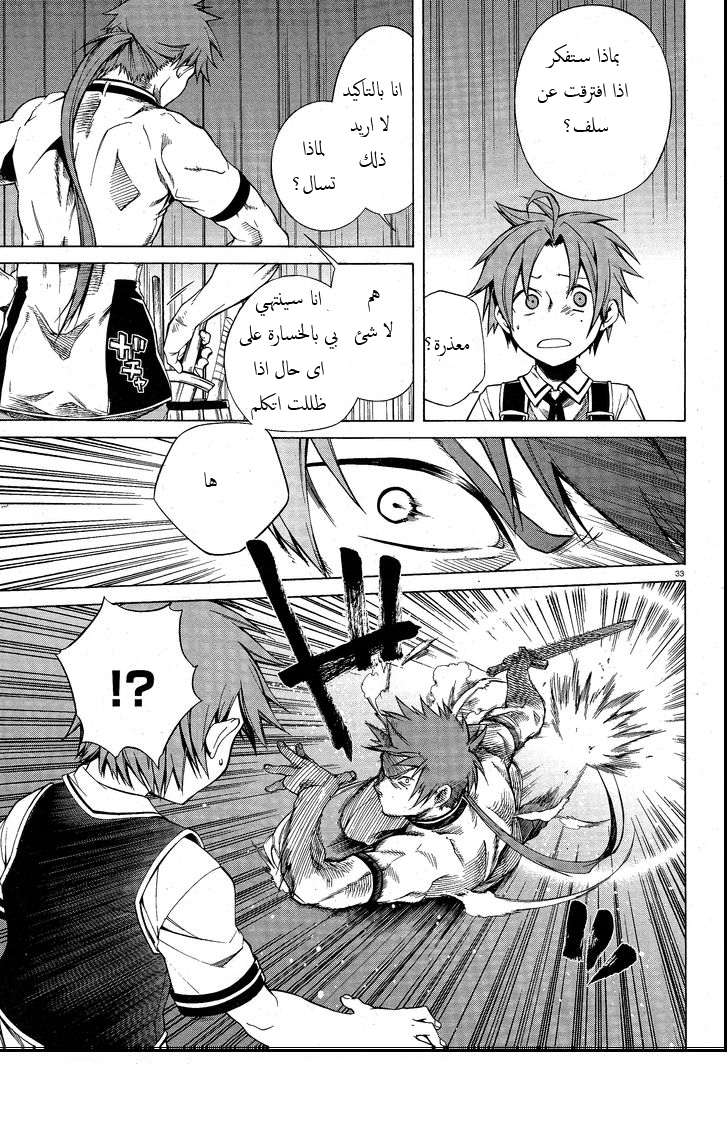 بماذا ستفكر
اذا افترقت عن
سلف؟
معذرة؟
انا بالتاكيد
لا اريد
ذلك
لماذا
تسال؟
هم
لا شئ
انا سينتهي
بي بالخسارة على
اى حال اذا
ظللت اتكلم
ها
33
!?